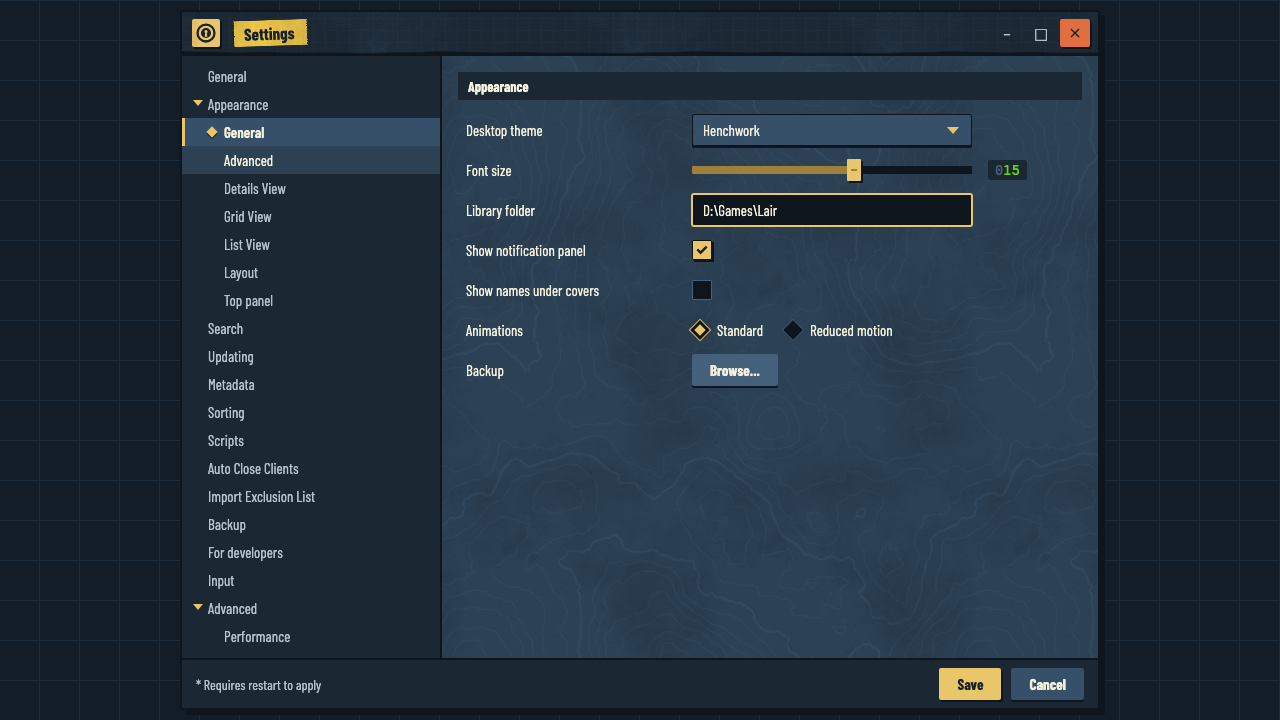 Settings
General
Appearance
General
Advanced
Details View
Grid View
List View
Layout
Top panel
Search
Updating
Metadata
Sorting
Scripts
Auto Close Clients
Import Exclusion List
Backup
For developers
Input
Advanced
Performance
Appearance
Desktop theme Henchwork
Font size 015
Library folder D:\Games\Lair
Show notification panel
Show names under covers
Animations Standard Reduced motion
Backup Browse...
* Requires restart to apply
Save Cancel